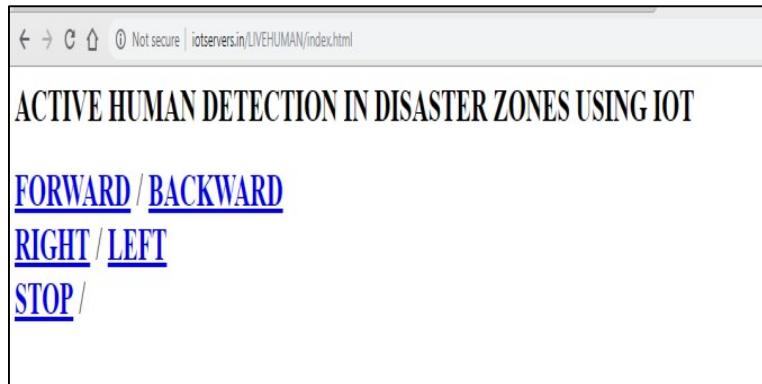 Not secure | iotservers.in/LIVEHUMAN/index.html
ACTIVE HUMAN DETECTION IN DISASTER ZONES USING IOT
FORWARD / BACKWARD
RIGHT / LEFT
STOP /